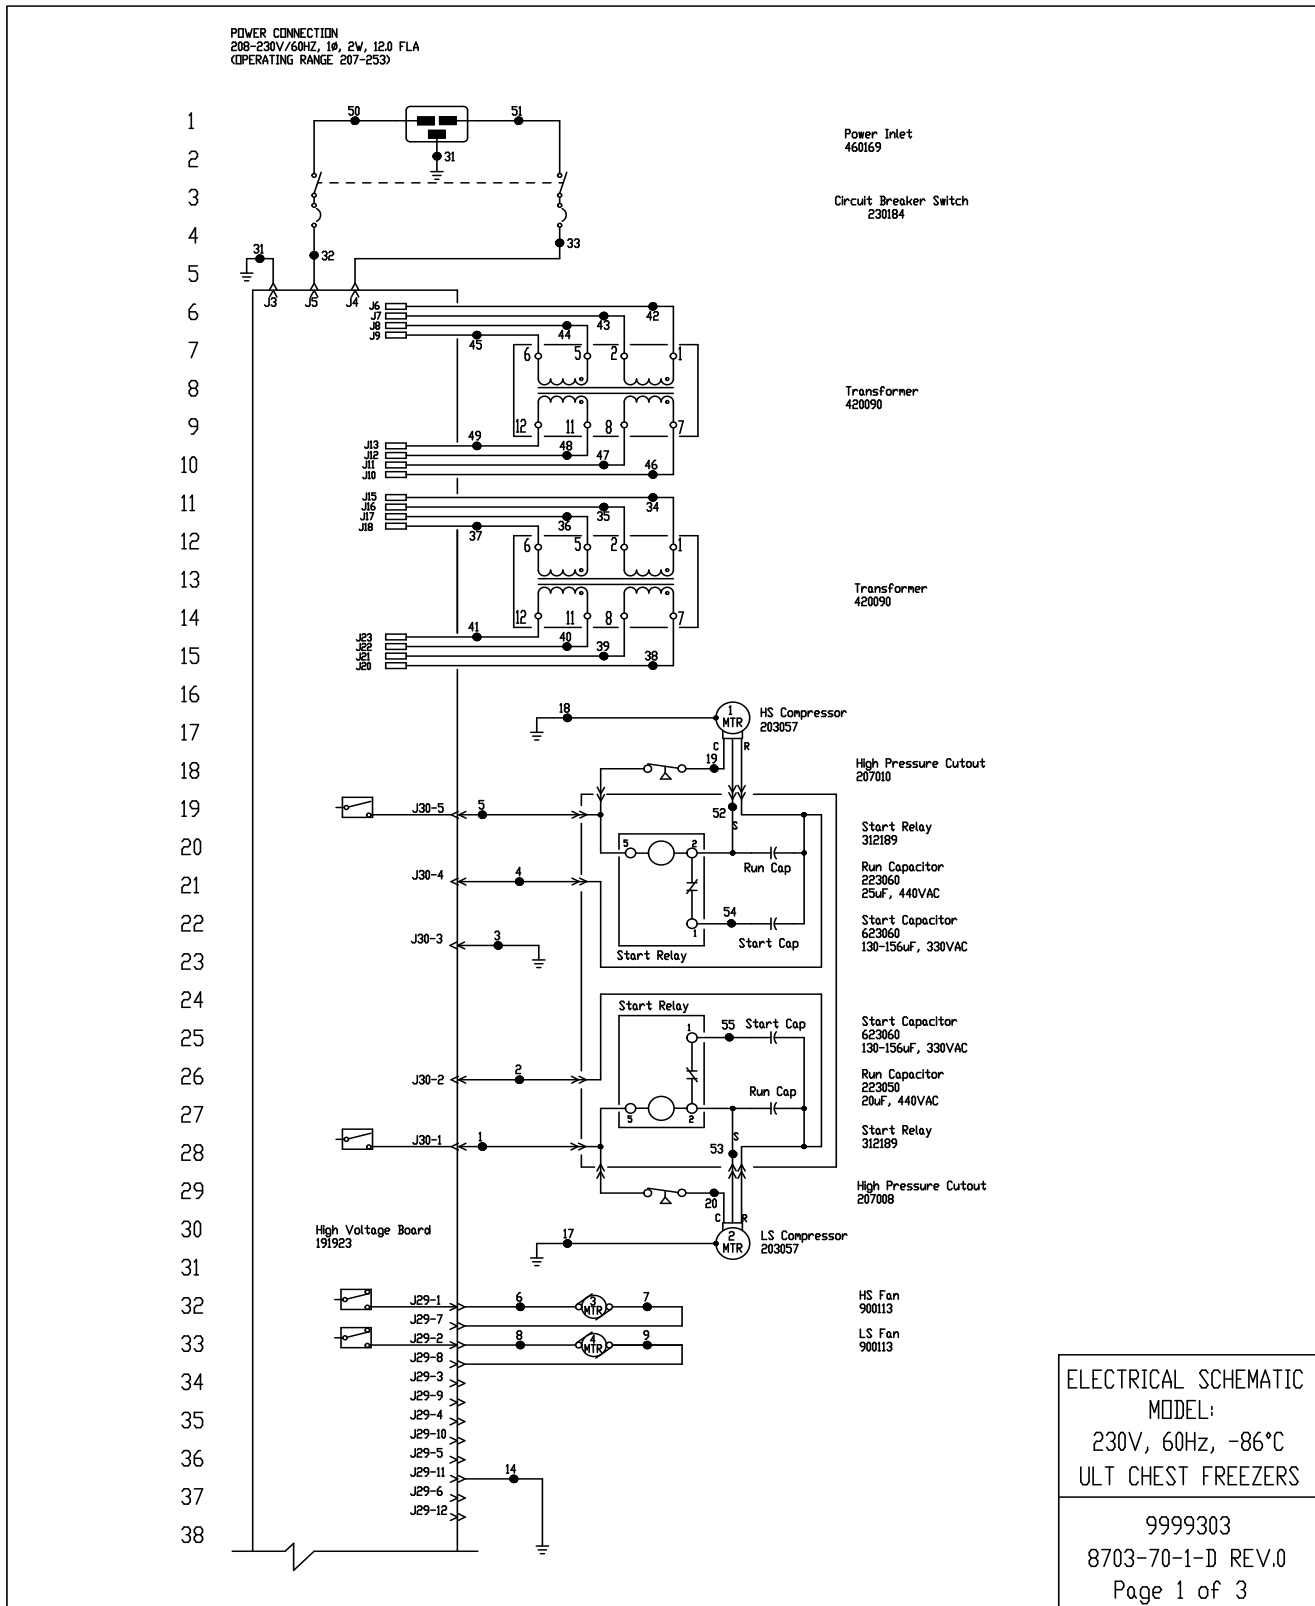 POWER CONNECTION
208-230V/60HZ, 1ø, 2W, 12.0 FLA
(OPERATING RANGE 207-253)
1
50
51
Power Inlet
460169
2
31
3
Circuit Breaker Switch
230184
4
31
32
33
5
J3
J5
J4
6
J6
J7
J8
J9
42
43
44
45
7
6
5
2
1
8
Transformer
420090
9
12
11
8
7
10
J13
J12
J11
J10
49
48
47
46
11
J15
J16
J17
J18
34
35
36
37
12
6
5
2
1
13
Transformer
420090
14
12
11
8
7
15
J23
J22
J21
J20
41
40
39
38
16
18
1
MTR
HS Compressor
203057
17
C
R
18
19
High Pressure Cutout
207010
19
J30-5
5
52
S
Start Relay
312189
20
5
2
Run Cap
Run Capacitor
223060
25uF, 440VAC
21
J30-4
4
22
54
1
Start Cap
Start Capacitor
623060
130-156uF, 330VAC
J30-3
3
Start Relay
23
24
Start Relay
25
1
55
Start Cap
Start Capacitor
623060
130-156uF, 330VAC
26
J30-2
2
Run Cap
Run Capacitor
223050
20uF, 440VAC
27
5
2
Start Relay
312189
28
J30-1
1
S
53
29
20
High Pressure Cutout
207008
C
R
30
High Voltage Board
191923
17
2
MTR
LS Compressor
203057
31
32
J29-1
6
3
MTR
7
HS Fan
900113
J29-7
33
J29-2
8
4
MTR
9
LS Fan
900113
J29-8
34
J29-3
J29-9
35
J29-4
J29-10
36
J29-5
J29-11
14
37
J29-6
J29-12
38
ELECTRICAL SCHEMATIC
MODEL:
230V, 60Hz, -86°C
ULT CHEST FREEZERS
9999303
8703-70-1-D REV.0
Page 1 of 3